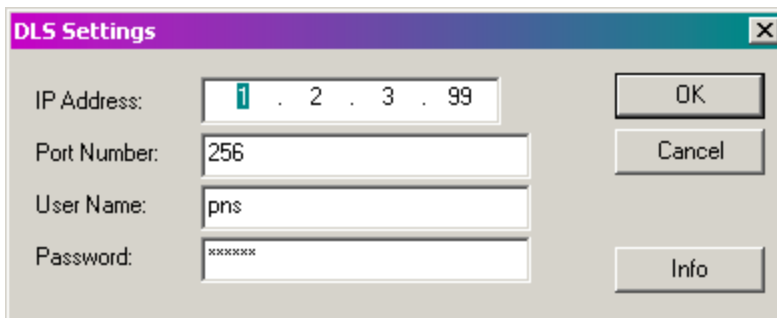 DLS Settings
IP Address: 1 . 2 . 3 . 99 OK
Port Number: 256 Cancel
User Name: pns
Password: ****** Info